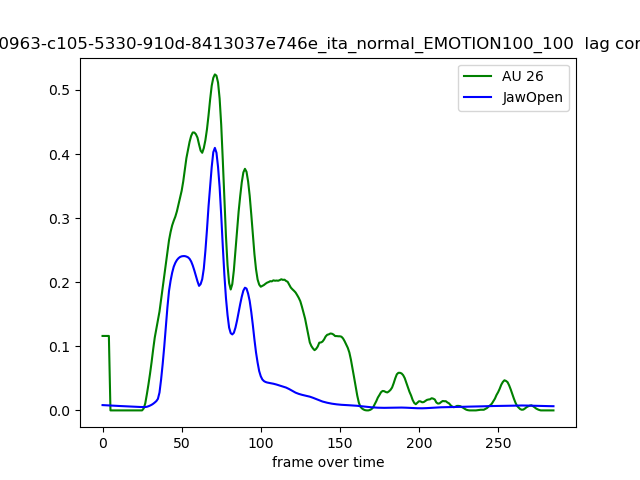 0963-c105-5330-910d-8413037e746e_ita_normal_EMOTION100_100 lag cor
AU 26
JawOpen
0.5
0.4
0.3
0.2
0.1
0.0
0 50 100 150 200 250
frame over time